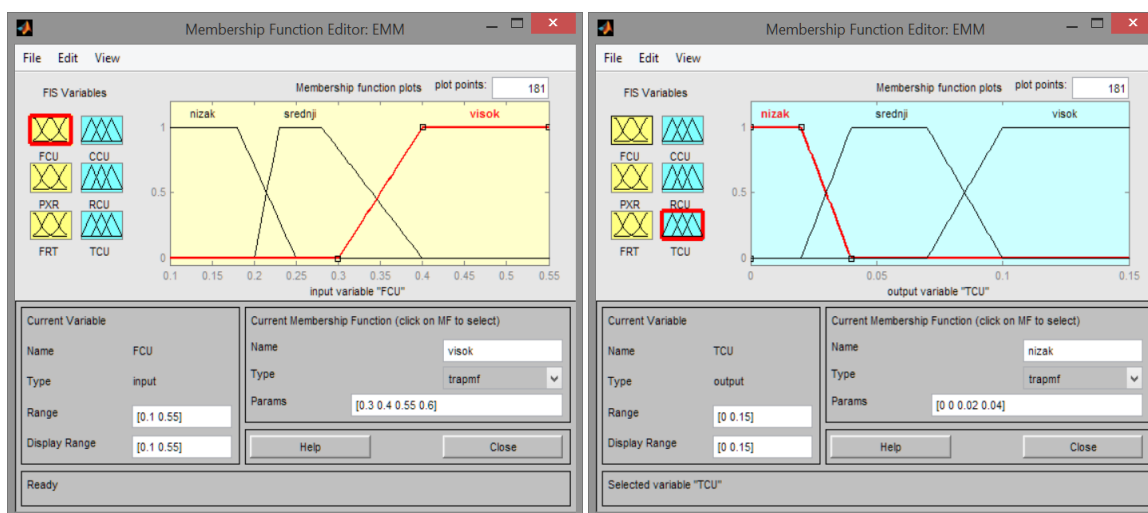 Membership Function Editor: EMM
File Edit View
FIS Variables
FCU CCU
PXR RCU
FRT TCU
Membership function plots plot points: 181
nizak srednji visok
1
0.5
0
0.1 0.15 0.2 0.25 0.3 0.35 0.4 0.45 0.5 0.55
input variable "FCU"
Current Variable
Name FCU
Type input
Range [0.1 0.55]
Display Range [0.1 0.55]
Current Membership Function (click on MF to select)
Name visok
Type trapmf
Params [0.3 0.4 0.55 0.6]
Help Close
Ready
Membership Function Editor: EMM
File Edit View
FIS Variables
FCU CCU
PXR RCU
FRT TCU
Membership function plots plot points: 181
nizak srednji visok
1
0.5
0
0 0.05 0.1 0.15
output variable "TCU"
Current Variable
Name TCU
Type output
Range [0 0.15]
Display Range [0 0.15]
Current Membership Function (click on MF to select)
Name nizak
Type trapmf
Params [0 0 0.02 0.04]
Help Close
Selected variable "TCU"